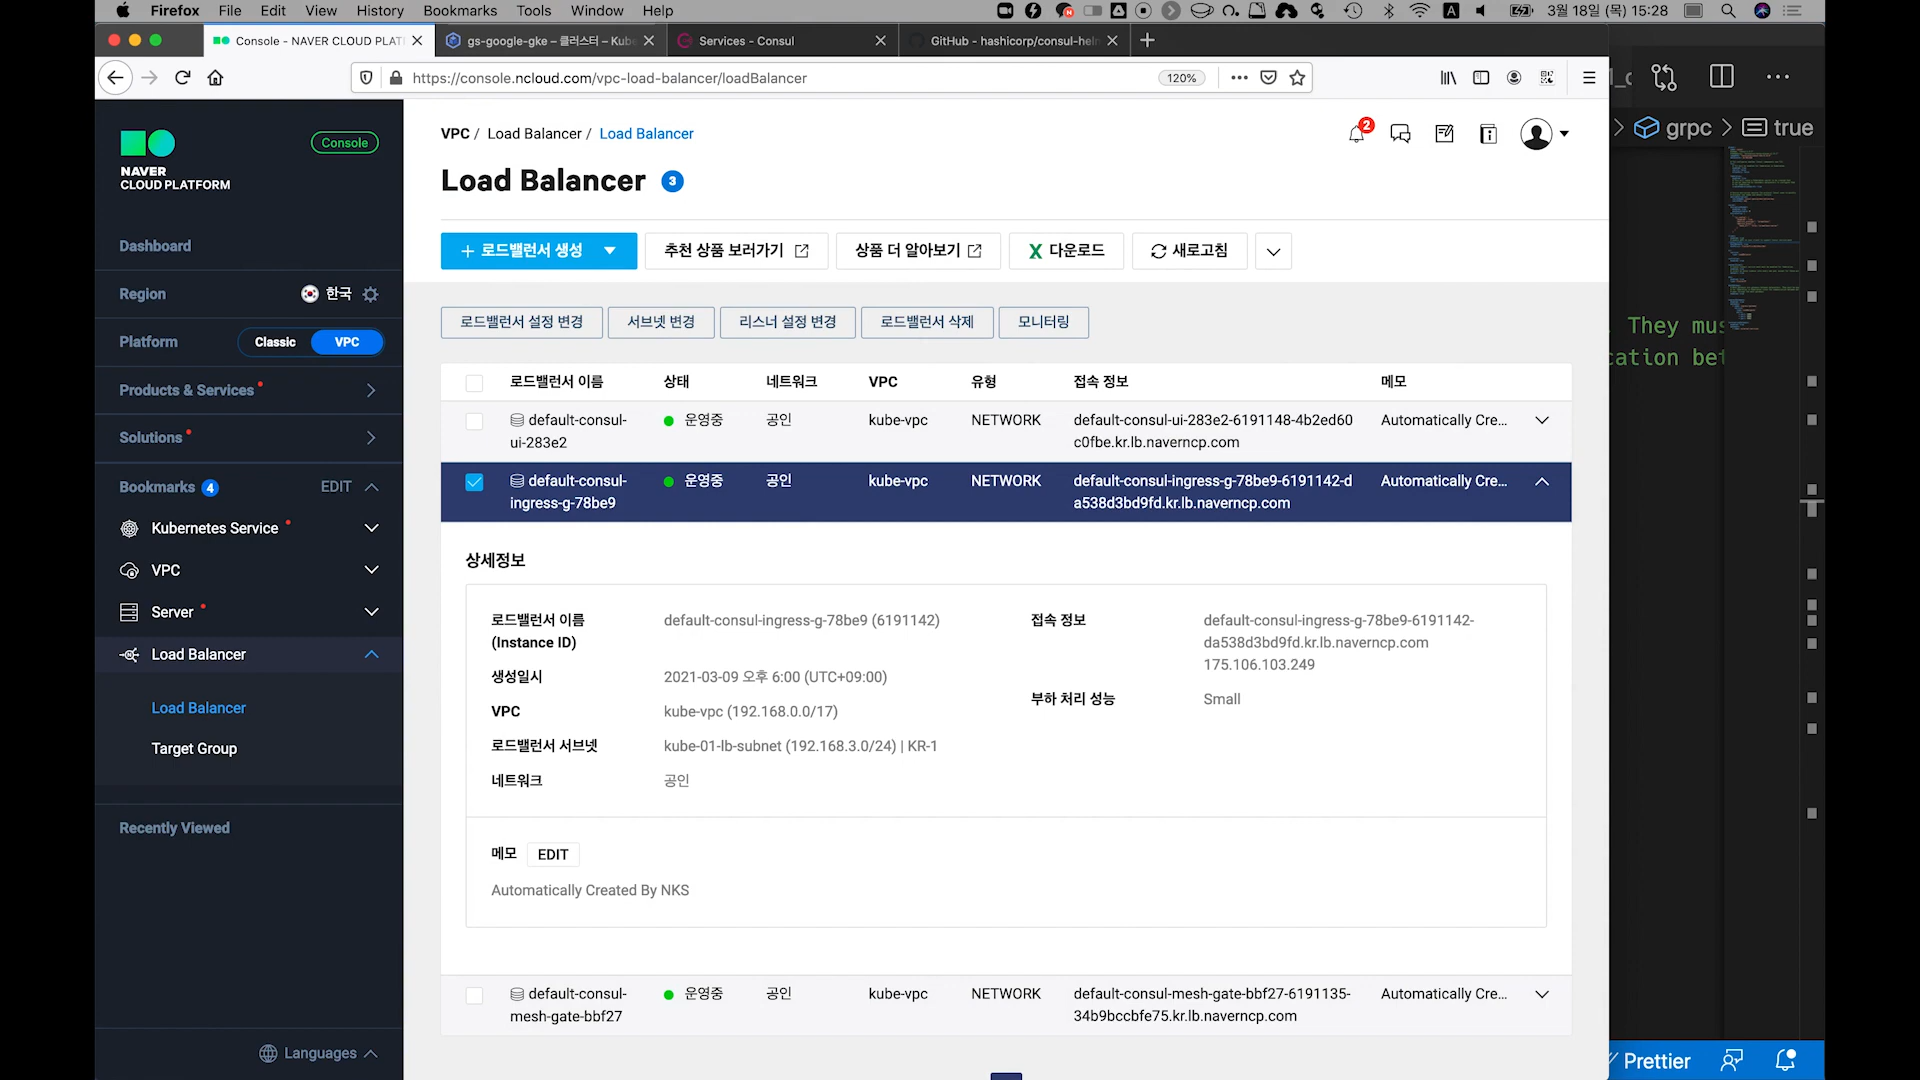 Firefox File Edit View History Bookmarks Tools Window Help 3월 18일 (목) 15:28
Console - NAVER CLOUD PLAT
gs-google-gke – 클러스터 – Kube
Services - Consul
GitHub - hashicorp/consul-heln
https://console.ncloud.com/vpc-load-balancer/loadBalancer 120%
NAVER
CLOUD PLATFORM
Console
Dashboard
Region 한국
Platform Classic VPC
Products & Services
Solutions
Bookmarks 4 EDIT
Kubernetes Service
VPC
Server
Load Balancer
Load Balancer
Target Group
Recently Viewed
Languages
VPC / Load Balancer / Load Balancer
2
Load Balancer 3
+ 로드밸런서 생성 추천 상품 보러가기 상품 더 알아보기 다운로드 새로고침
로드밸런서 설정 변경 서브넷 변경 리스너 설정 변경 로드밸런서 삭제 모니터링
로드밸런서 이름 상태 네트워크 VPC 유형 접속 정보 메모
default-consul- 운영중 공인 kube-vpc NETWORK default-consul-ui-283e2-6191148-4b2ed60 Automatically Cre...
ui-283e2 c0fbe.kr.lb.naverncp.com
default-consul- 운영중 공인 kube-vpc NETWORK default-consul-ingress-g-78be9-6191142-d Automatically Cre...
ingress-g-78be9 a538d3bd9fd.kr.lb.naverncp.com
상세정보
로드밸런서 이름 default-consul-ingress-g-78be9 (6191142)
(Instance ID)
생성일시 2021-03-09 오후 6:00 (UTC+09:00)
VPC kube-vpc (192.168.0.0/17)
로드밸런서 서브넷 kube-01-lb-subnet (192.168.3.0/24) | KR-1
네트워크 공인
접속 정보 default-consul-ingress-g-78be9-6191142-
da538d3bd9fd.kr.lb.naverncp.com
175.106.103.249
부하 처리 성능 Small
메모 EDIT
Automatically Created By NKS
default-consul- 운영중 공인 kube-vpc NETWORK default-consul-mesh-gate-bbf27-6191135- Automatically Cre...
mesh-gate-bbf27 34b9bccbfe75.kr.lb.naverncp.com
grpc true
. They mus
cation bet
Prettier